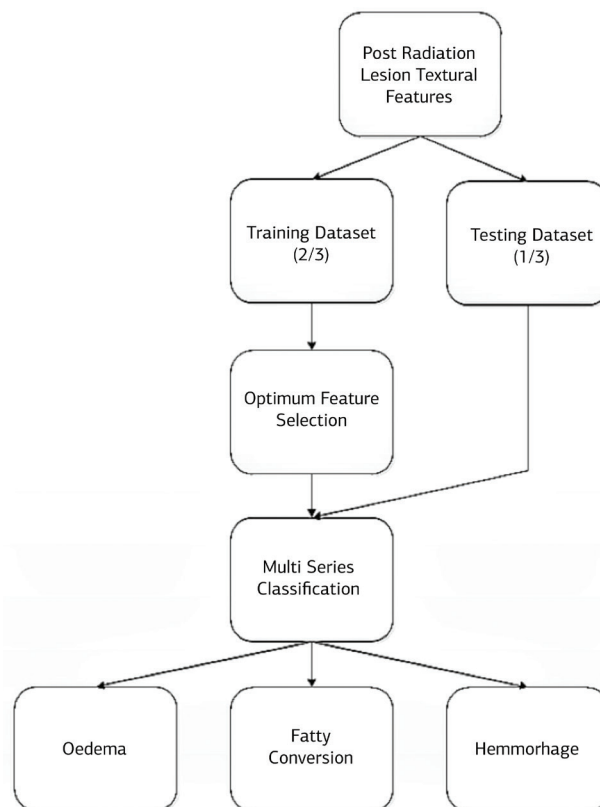 Post Radiation
Lesion Textural
Features
Training Dataset
(2/3)
Testing Dataset
(1/3)
Optimum Feature
Selection
Multi Series
Classification
Oedema
Fatty
Conversion
Hemmorhage